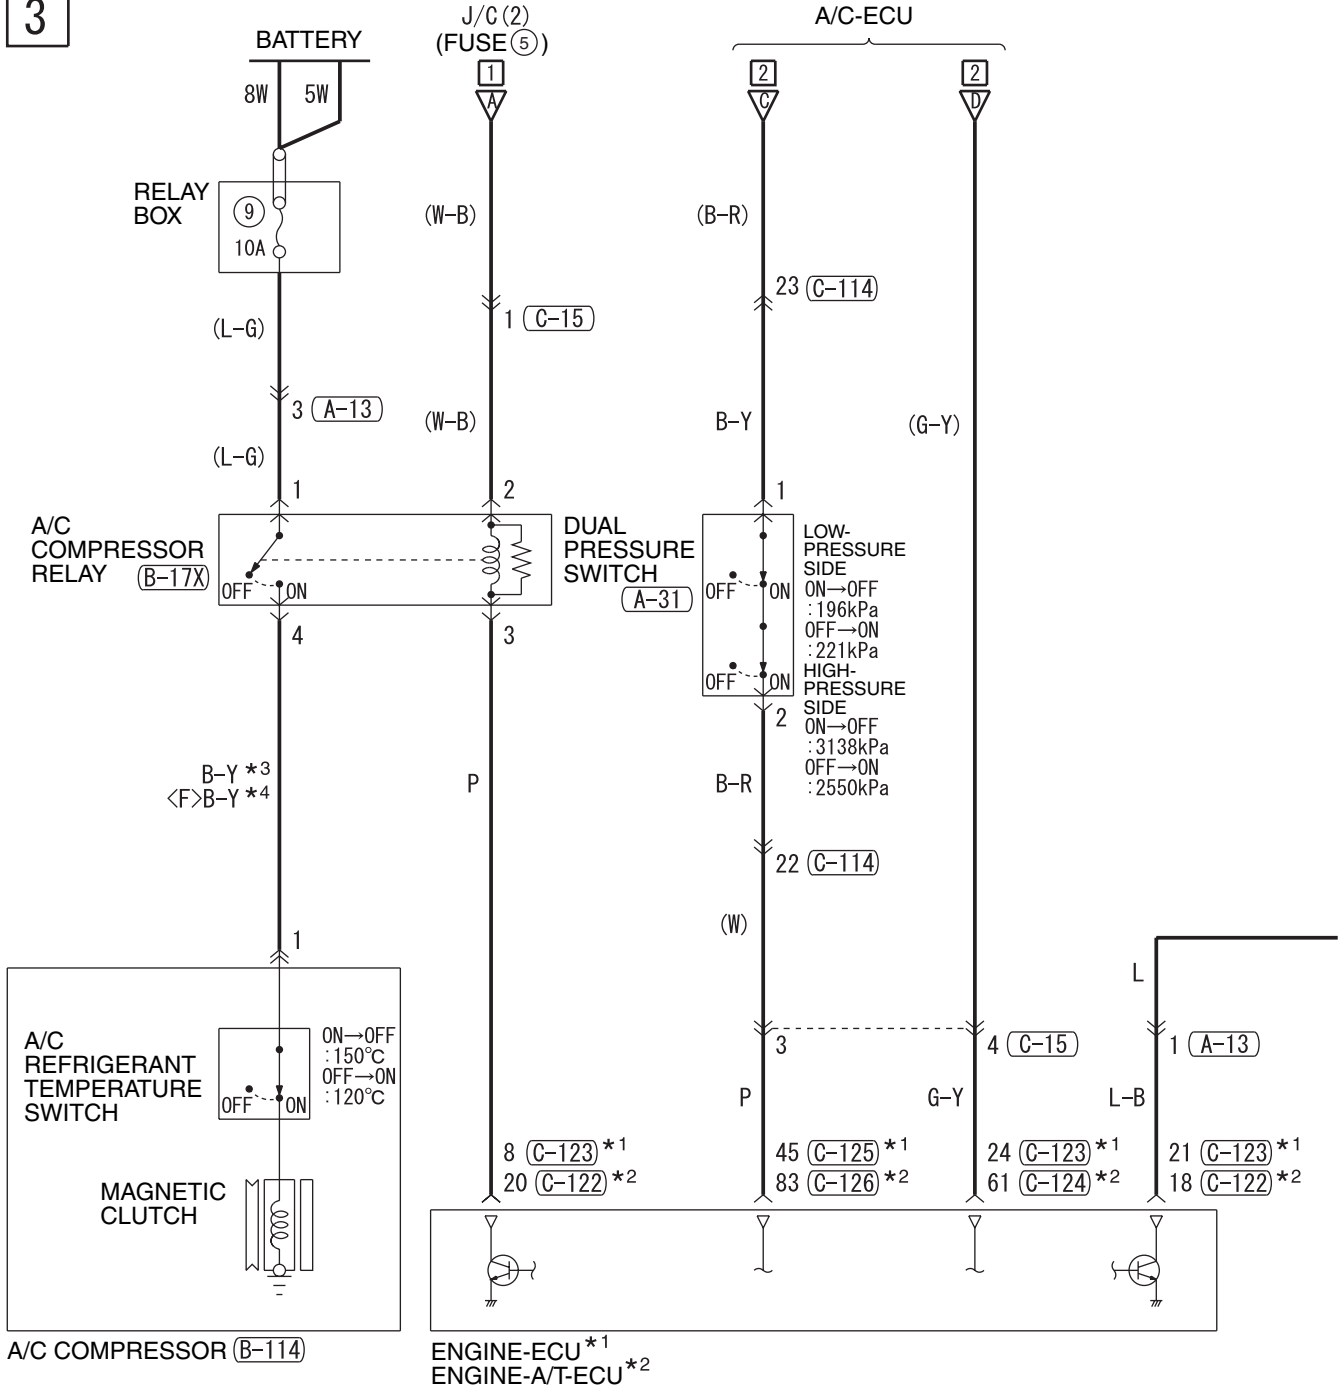 3
BATTERY
8W
5W
J/C(2)
(FUSE⑤)
1
A
A/C-ECU
2
C
2
D
RELAY
BOX
⑨
10A
(W-B)
(B-R)
23 C-114
(L-G)
1 C-15
3 A-13
(W-B)
B-Y
(G-Y)
(L-G)
1
2
1
A/C
COMPRESSOR
RELAY B-17X
OFF
ON
DUAL
PRESSURE
SWITCH
A-31
OFF
ON
OFF
ON
LOW-
PRESSURE
SIDE
ON→OFF
:196kPa
OFF→ON
:221kPa
HIGH-
PRESSURE
SIDE
ON→OFF
:3138kPa
OFF→ON
:2550kPa
4
3
2
B-Y *3
<F>B-Y *4
P
B-R
22 C-114
(W)
1
L
A/C
REFRIGERANT
TEMPERATURE
SWITCH
OFF
ON
ON→OFF
:150℃
OFF→ON
:120℃
3
4 C-15
1 A-13
P
G-Y
L-B
8 C-123 *1
20 C-122 *2
45 C-125 *1
83 C-126 *2
24 C-123 *1
61 C-124 *2
21 C-123 *1
18 C-122 *2
MAGNETIC
CLUTCH
A/C COMPRESSOR B-114
ENGINE-ECU *1
ENGINE-A/T-ECU *2